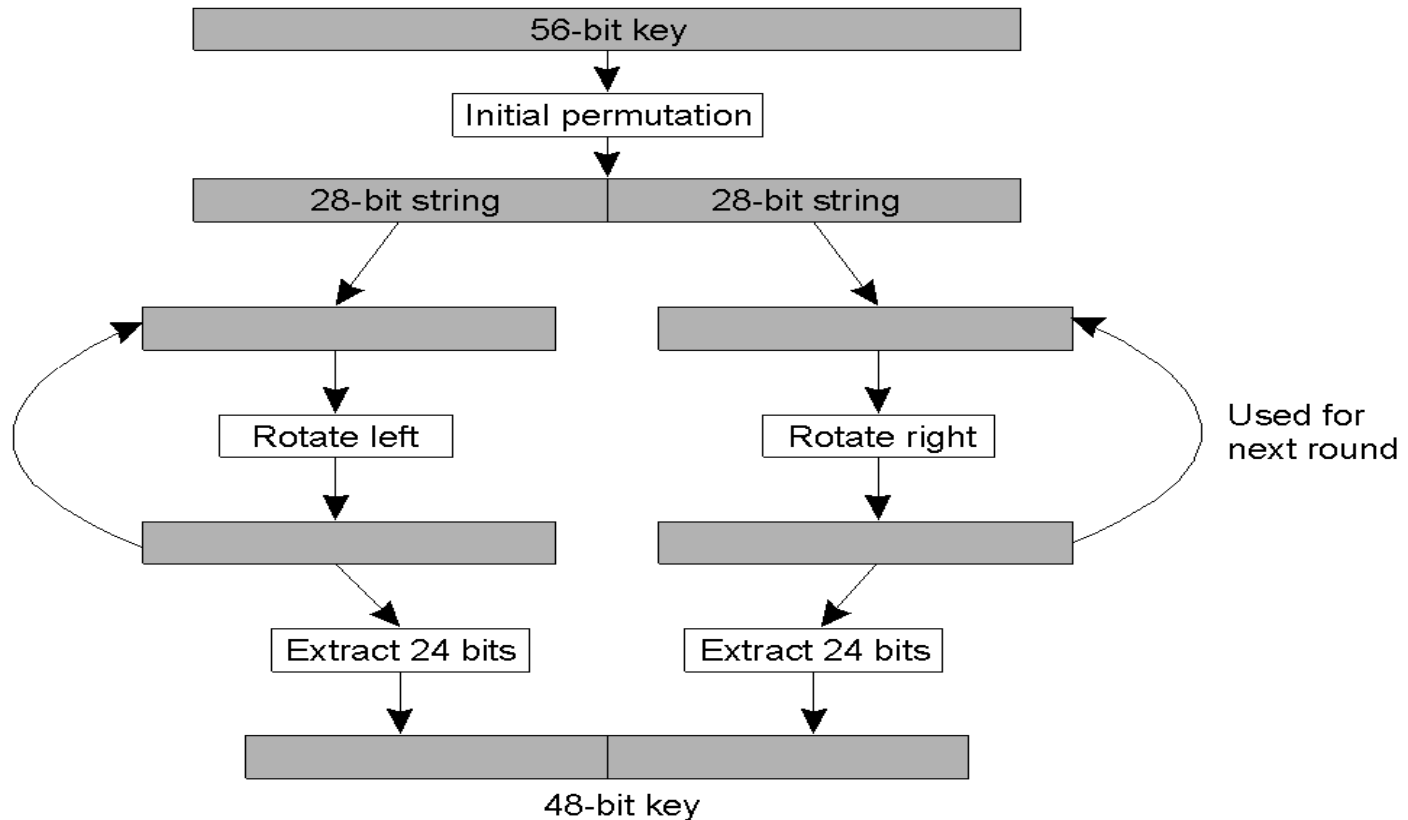 56-bit key
Initial permutation
28-bit string
28-bit string
Rotate left
Rotate right
Used for
next round
Extract 24 bits
Extract 24 bits
48-bit key